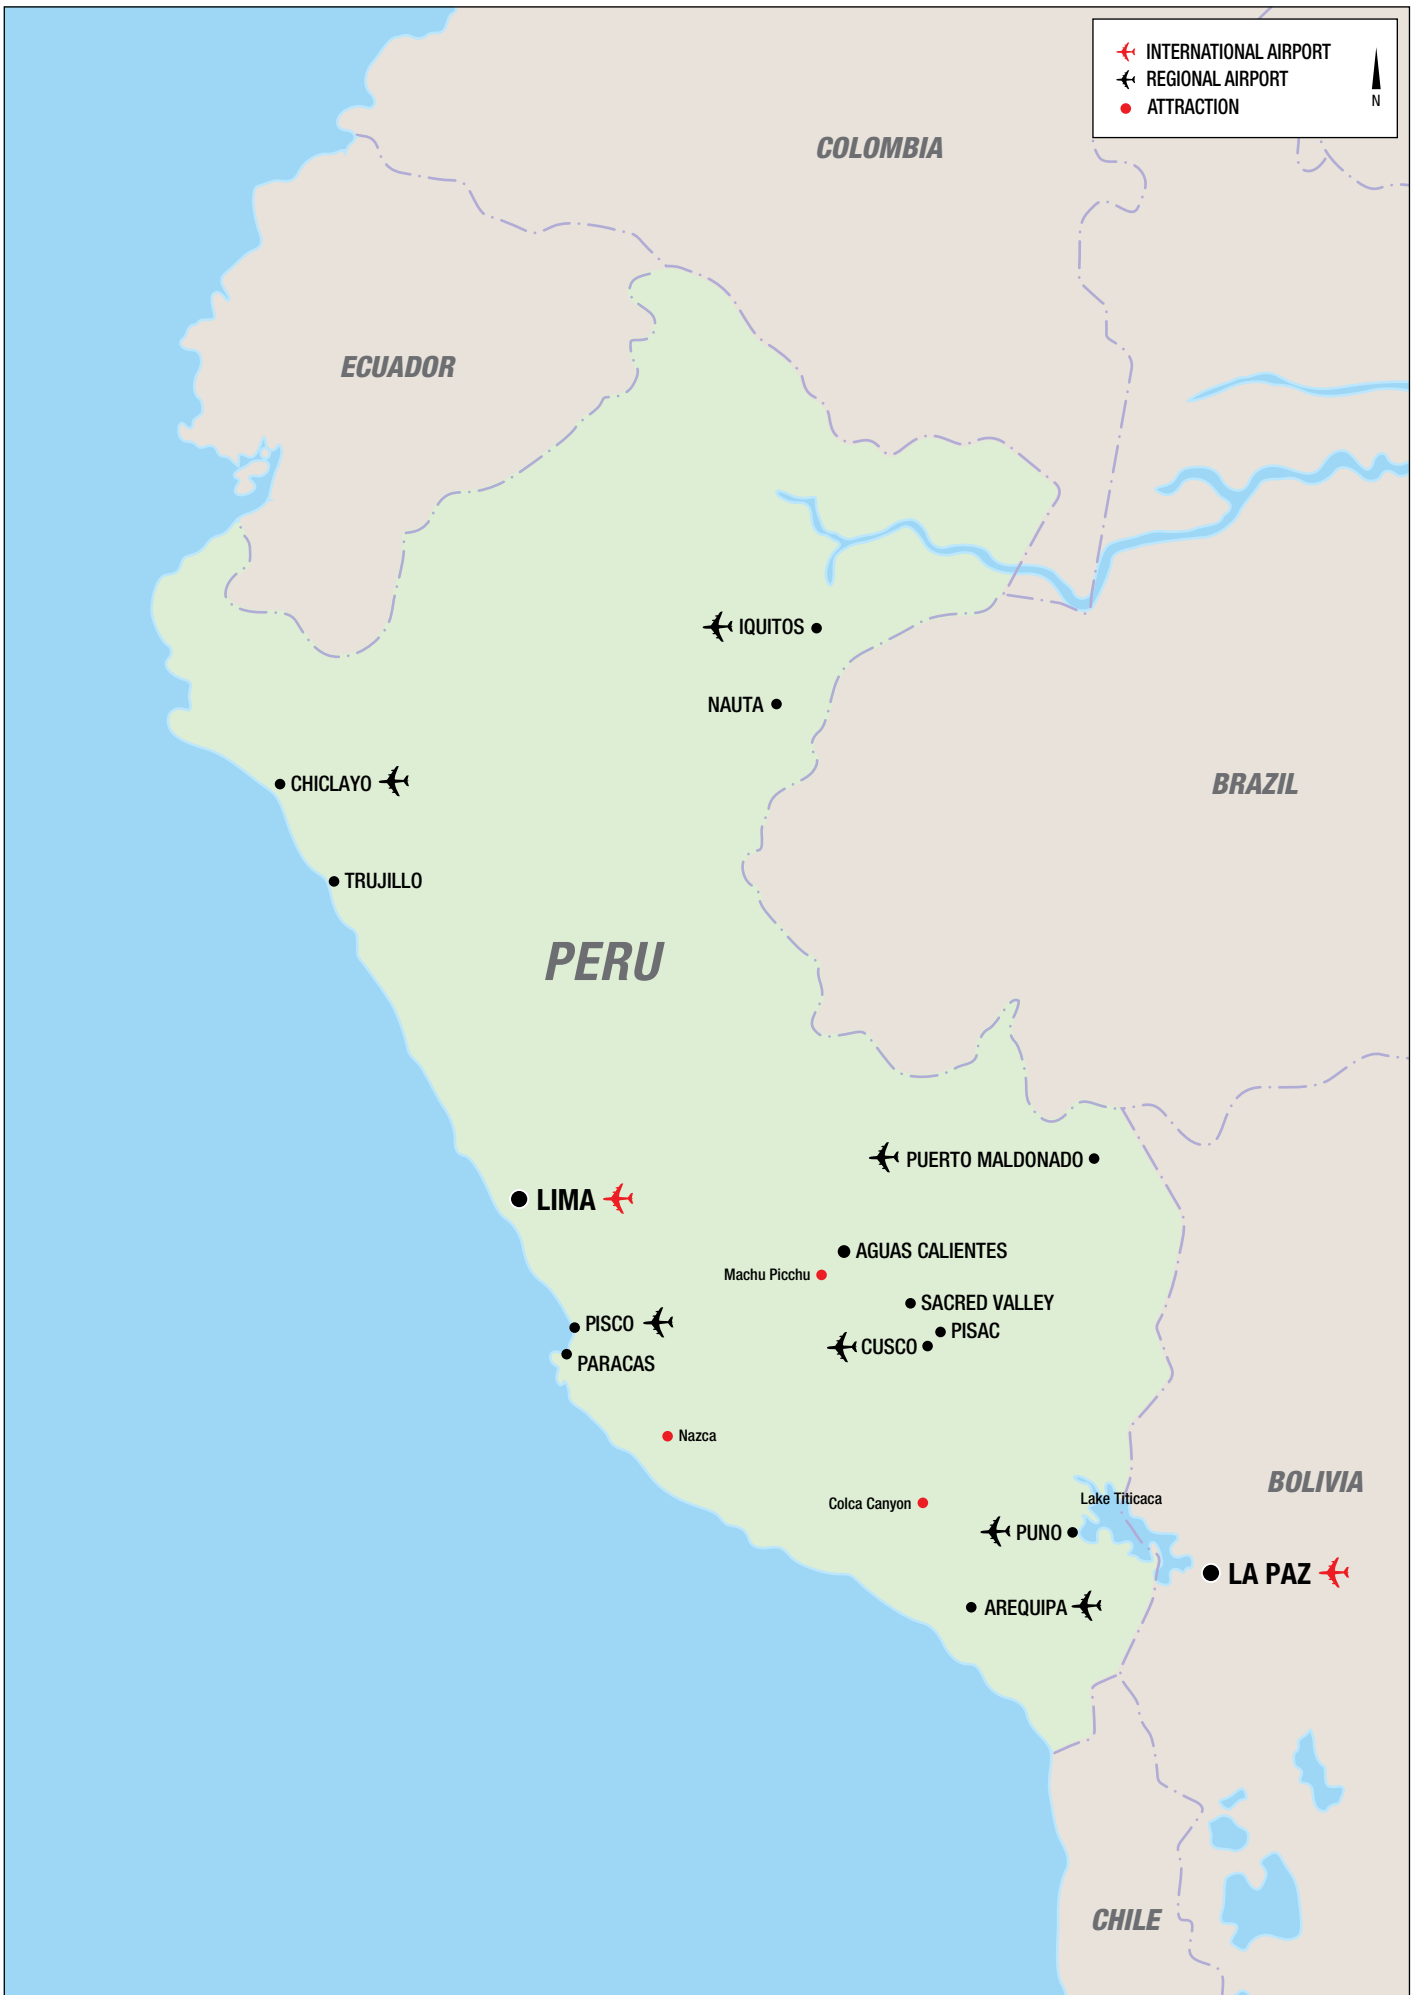 INTERNATIONAL AIRPORT
REGIONAL AIRPORT
N
ATTRACTION
COLOMBIA
ECUADOR
IQUITOS
NAUTA
CHICLAYO
BRAZIL
TRUJILLO
PERU
PUERTO MALDONADO
LIMA
AGUAS CALIENTES
Machu Picchu
SACRED VALLEY
PISCO
PISAC
CUSCO
PARACAS
Nazca
BOLIVIA
Lake Titicaca
Colca Canyon
PUNO
LA PAZ
AREQUIPA
CHILE